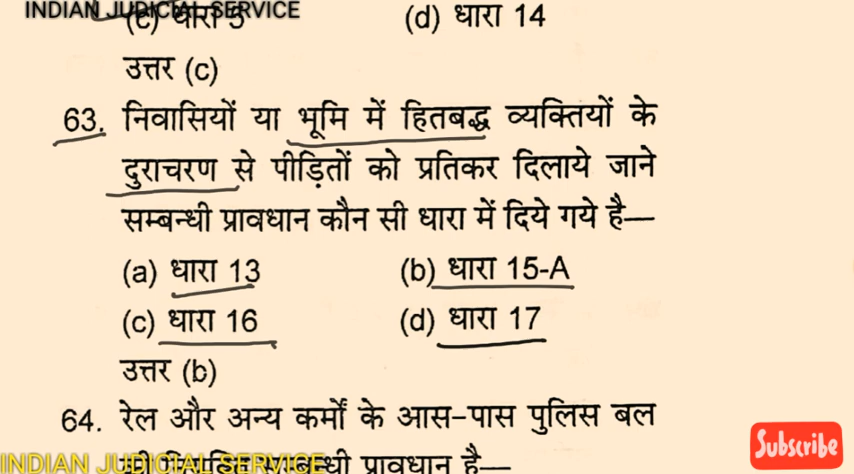 INDIAN JUDICIAL SERVICE
(c) धारा 5 (d) धारा 14
उत्तर (c)
63. निवासियों या भूमि में हितबद्ध व्यक्तियों के
दुराचरण से पीड़ितों को प्रतिकर दिलाये जाने
सम्बन्धी प्रावधान कौन सी धारा में दिये गये है—
(a) धारा 13 (b) धारा 15-A
(c) धारा 16 (d) धारा 17
उत्तर (b)
64. रेल और अन्य कर्मों के आस-पास पुलिस बल
प्रावधान है—
INDIAN JUDICIAL SERVICE
Subscribe